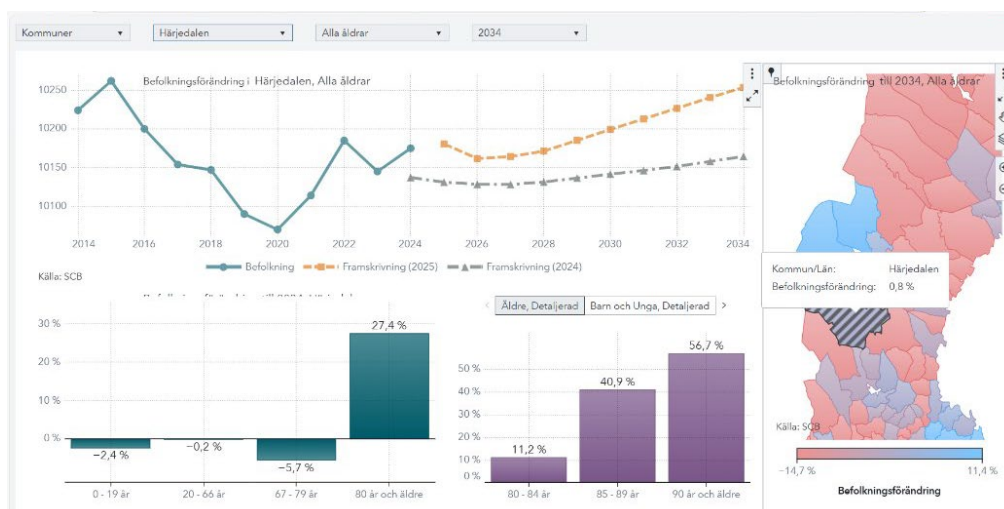 Kommuner
Härjedalen
Alla åldrar
2034
Befolkningsförändring i Härjedalen, Alla åldrar
10250
10200
10150
10100
2014
2016
2018
2020
2022
2024
2026
2028
2030
2032
2034
Befolkning
Framskrivning (2025)
Framskrivning (2024)
Källa: SCB
30 %
20 %
10 %
0 %
−2,4 %
−0,2 %
−5,7 %
27,4 %
0 - 19 år
20 - 66 år
67 - 79 år
80 år och äldre
Äldre, Detaljerad
Barn och Unga, Detaljerad
50 %
40 %
30 %
20 %
10 %
0 %
11,2 %
40,9 %
56,7 %
80 - 84 år
85 - 89 år
90 år och äldre
Befolkningsförändring till 2034, Alla åldrar
Kommun/Län: Härjedalen
Befolkningsförändring: 0,8 %
Källa: SCB
−14,7 %
11,4 %
Befolkningsförändring